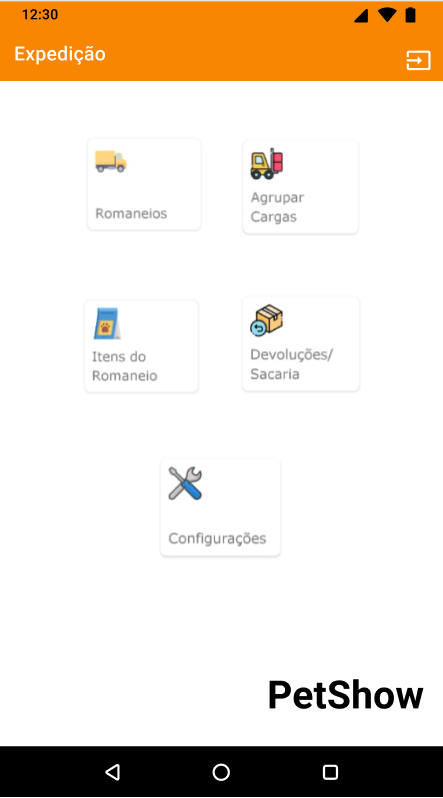 12:30
Expedição
Romaneios
Agrupar
Cargas
Itens do
Romaneio
Devoluções/
Sacaria
Configurações
PetShow